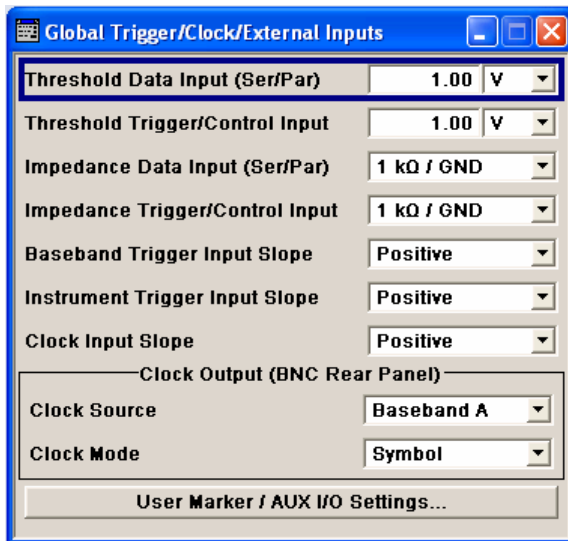 Global Trigger/Clock/External Inputs
Threshold Data Input (Ser/Par) 1.00 V
Threshold Trigger/Control Input 1.00 V
Impedance Data Input (Ser/Par) 1 kΩ / GND
Impedance Trigger/Control Input 1 kΩ / GND
Baseband Trigger Input Slope Positive
Instrument Trigger Input Slope Positive
Clock Input Slope Positive
Clock Output (BNC Rear Panel)
Clock Source Baseband A
Clock Mode Symbol
User Marker / AUX I/O Settings...